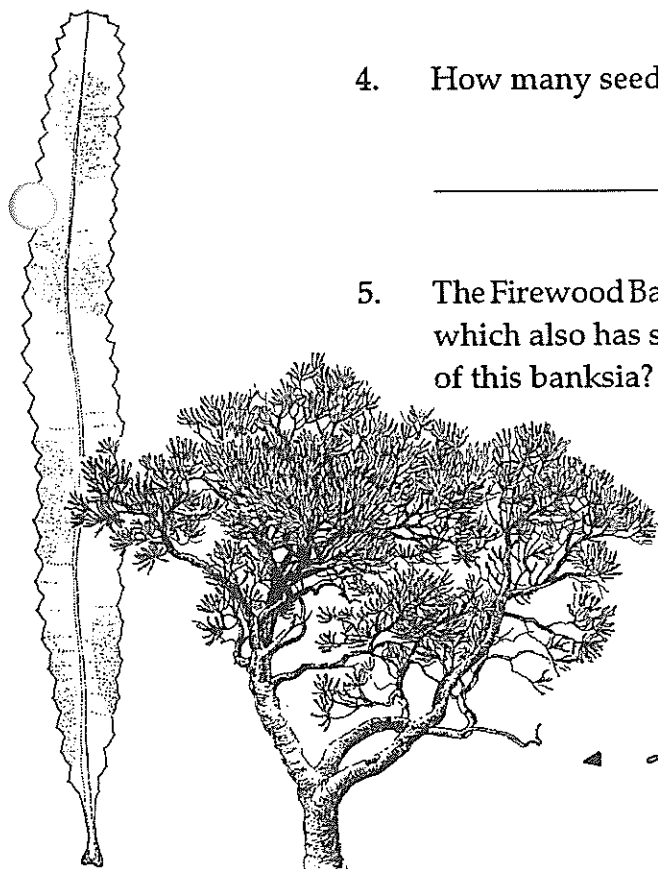 4. How many seed
5. The Firewood Ba
which also has s
of this banksia?